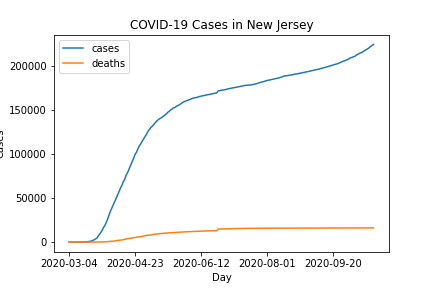 COVID-19 Cases in New Jersey
cases
deaths
200000
150000
100000
50000
0
cases
2020-03-04 2020-04-23 2020-06-12 2020-08-01 2020-09-20
Day